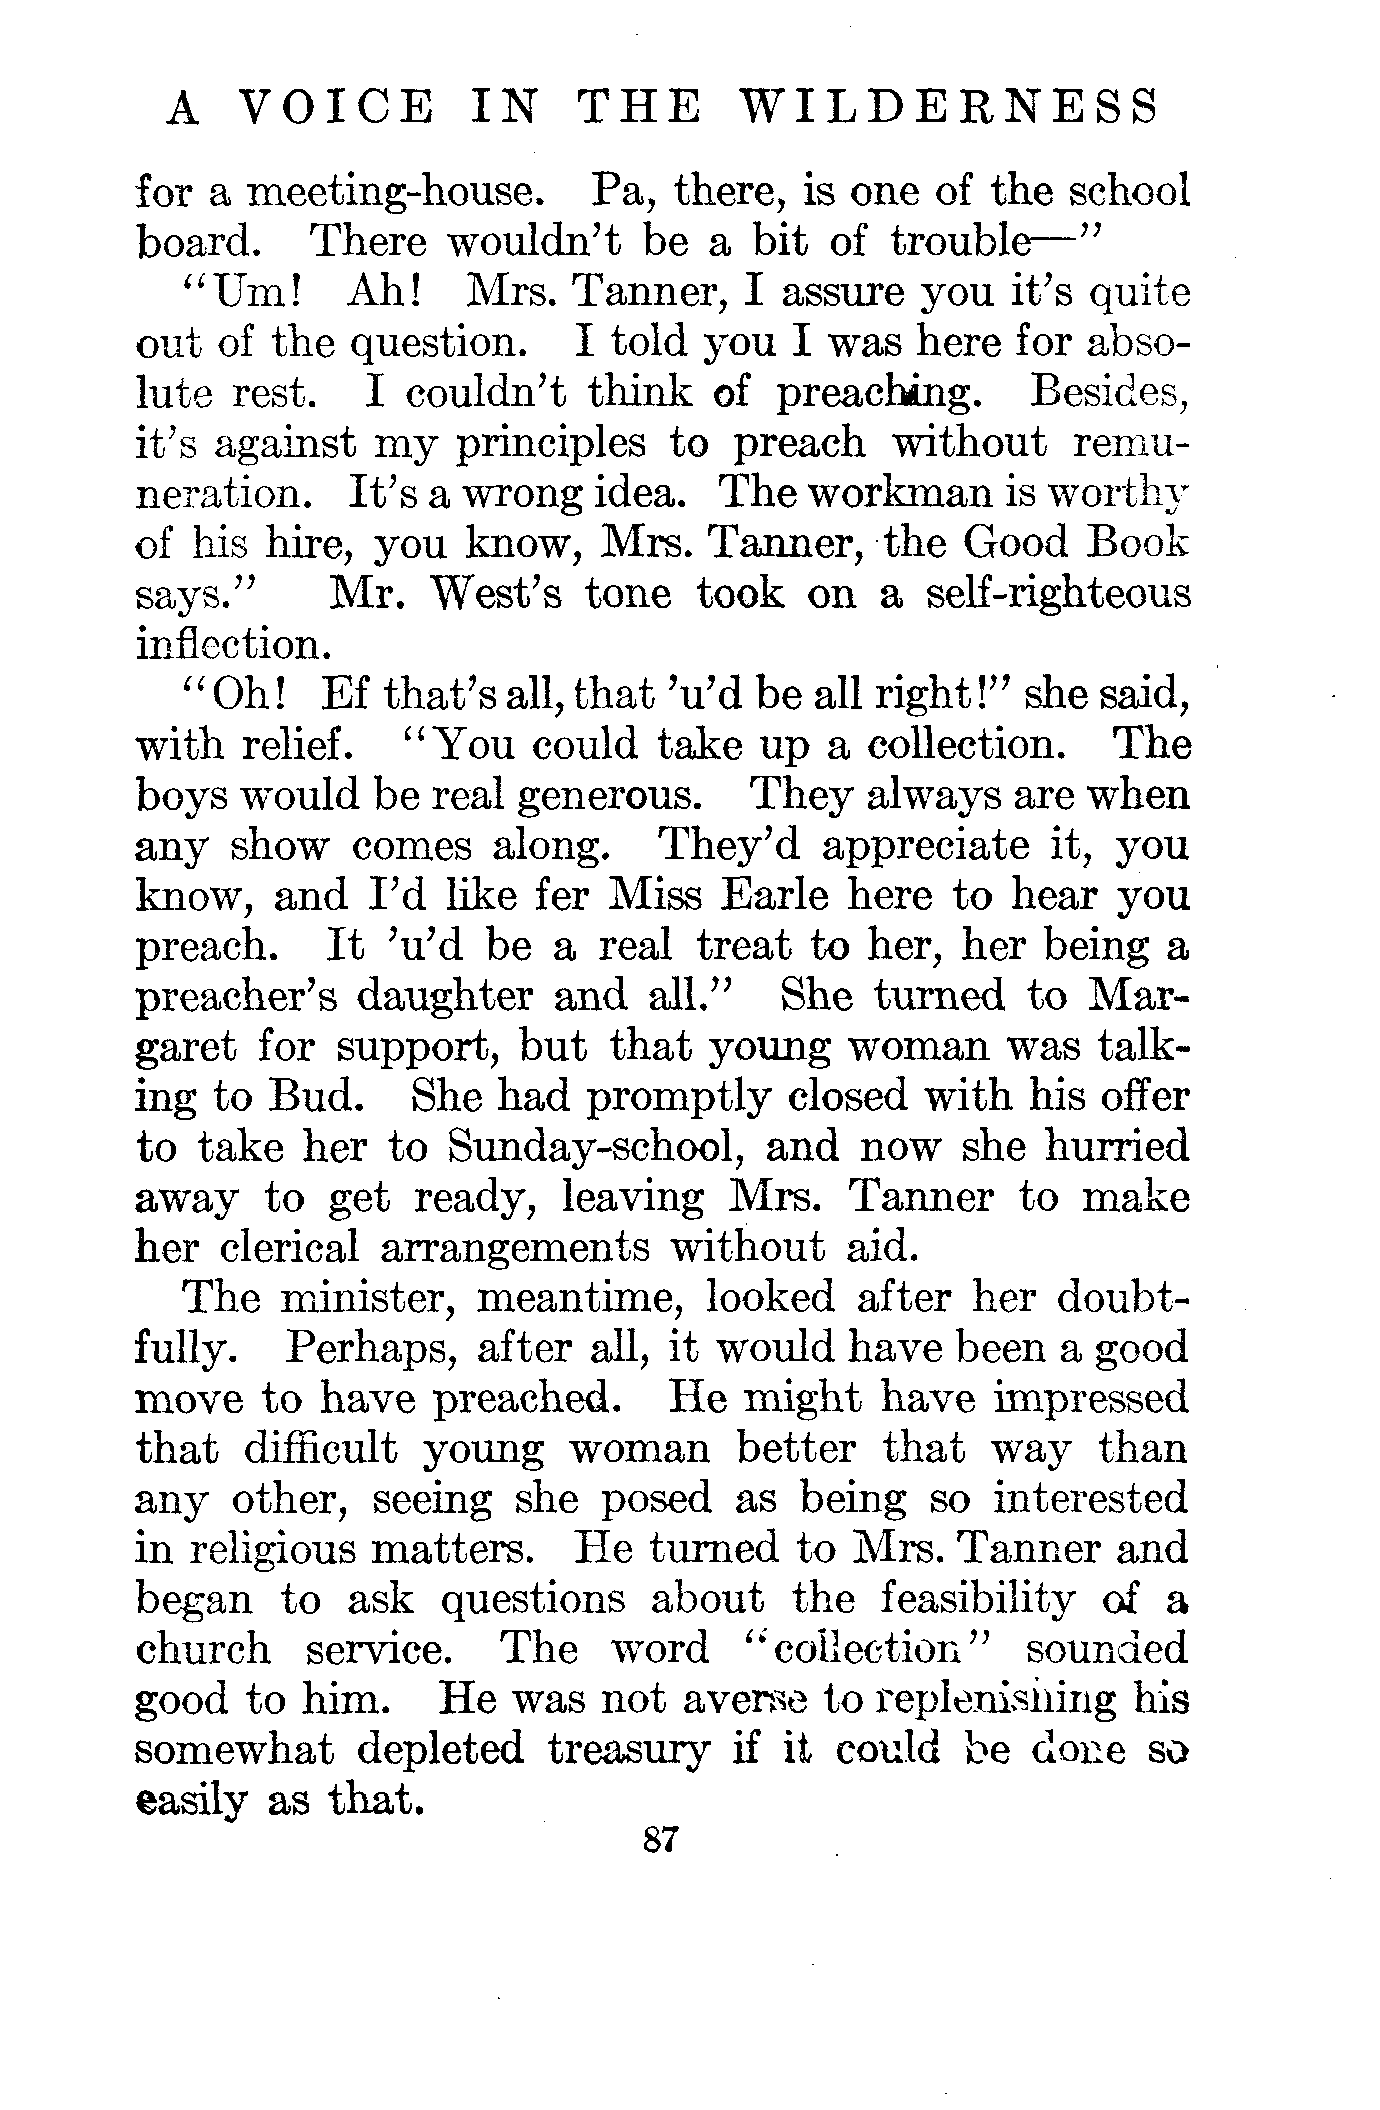 A VOICE IN THE WILDERNESS
for a meeting-house. Pa, there, is one of the school
board. There wouldn't be a bit of trouble—"
"Um! Ah! Mrs. Tanner, I assure you it's quite
out of the question. I told you I was here for abso-
lute rest. I couldn't think of preaching. Besides,
it's against my principles to preach without remu-
neration. It's a wrong idea. The workman is worthy
of his hire, you know, Mrs. Tanner, the Good Book
says." Mr. West's tone took on a self-righteous
inflection.
"Oh! Ef that's all, that 'u'd be all right!" she said,
with relief. "You could take up a collection. The
boys would be real generous. They always are when
any show comes along. They'd appreciate it, you
know, and I'd like fer Miss Earle here to hear you
preach. It 'u'd be a real treat to her, her being a
preacher's daughter and all." She turned to Mar-
garet for support, but that young woman was talk-
ing to Bud. She had promptly closed with his offer
to take her to Sunday-school, and now she hurried
away to get ready, leaving Mrs. Tanner to make
her clerical arrangements without aid.
The minister, meantime, looked after her doubt-
fully. Perhaps, after all, it would have been a good
move to have preached. He might have impressed
that difficult young woman better that way than
any other, seeing she posed as being so interested
in religious matters. He turned to Mrs. Tanner and
began to ask questions about the feasibility of a
church service. The word "collection" sounded
good to him. He was not averse to replenishing his
somewhat depleted treasury if it could be done so
easily as that.
87